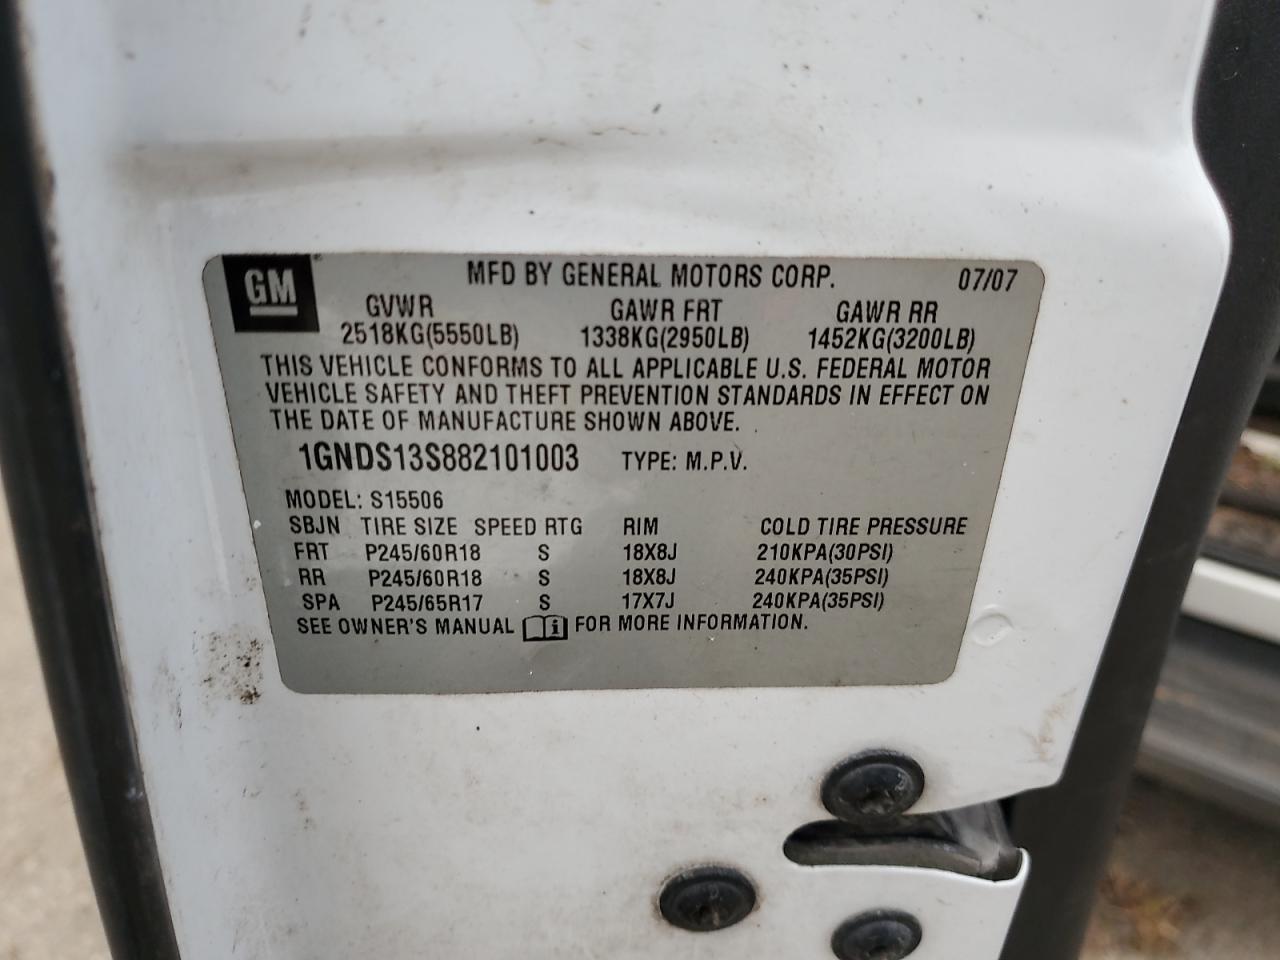 GM
MFD BY GENERAL MOTORS CORP. 07/07
GVWR GAWR FRT GAWR RR
2518KG(5550LB) 1338KG(2950LB) 1452KG(3200LB)
THIS VEHICLE CONFORMS TO ALL APPLICABLE U.S. FEDERAL MOTOR
VEHICLE SAFETY AND THEFT PREVENTION STANDARDS IN EFFECT ON
THE DATE OF MANUFACTURE SHOWN ABOVE.
1GNDS13S882101003 TYPE: M.P.V.
MODEL: S15506
SBJN TIRE SIZE SPEED RTG RIM COLD TIRE PRESSURE
FRT P245/60R18 S 18X8J 210KPA(30PSI)
RR P245/60R18 S 18X8J 240KPA(35PSI)
SPA P245/65R17 S 17X7J 240KPA(35PSI)
SEE OWNER'S MANUAL i FOR MORE INFORMATION.